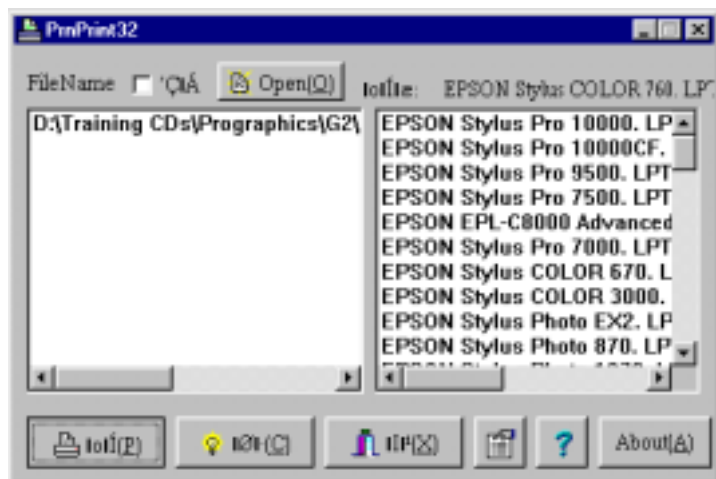 PrnPrint32
FileName 'ÇlÁ Open(O) EPSON Stylus COLOR 760. LPT
D:\Training CDs\Prographics\G2\
EPSON Stylus Pro 10000. LP
EPSON Stylus Pro 10000CF.
EPSON Stylus Pro 9500. LPT
EPSON Stylus Pro 7500. LPT
EPSON EPL-C8000 Advanced
EPSON Stylus Pro 7000. LPT
EPSON Stylus COLOR 670. L
EPSON Stylus COLOR 3000.
EPSON Stylus Photo EX2. LP
EPSON Stylus Photo 870. LP
(P) (C) (X) ? About(A)